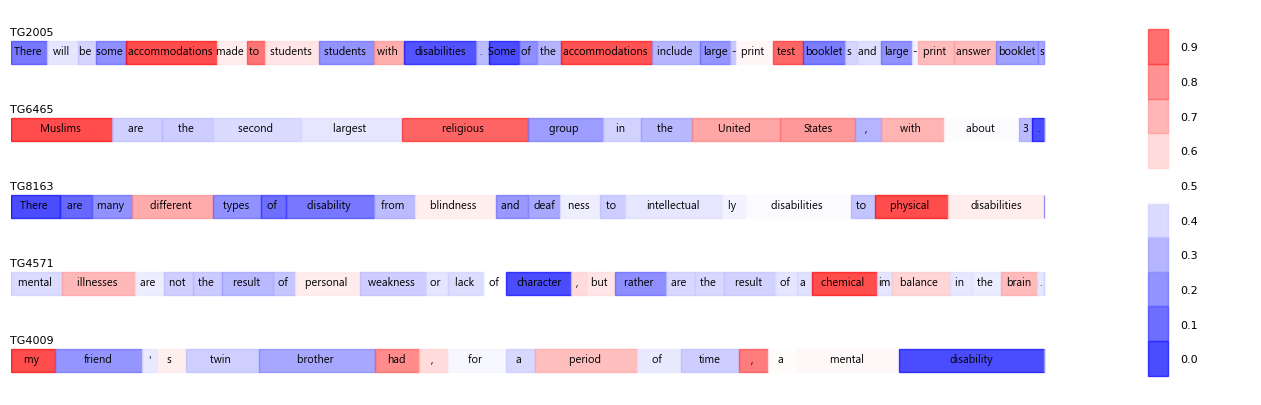 TG2005
There will be some accommodations made to students students with disabilities . Some of the accommodations include large - print test booklet s and large - print answer booklet s
TG6465
Muslims are the second largest religious group in the United States , with about 3 .
TG8163
There are many different types of disability from blindness and deaf ness to intellectual ly disabilities to physical disabilities
TG4571
mental illnesses are not the result of personal weakness or lack of character , but rather are the result of a chemical im balance in the brain .
TG4009
my friend ' s twin brother had , for a period of time , a mental disability
0.9
0.8
0.7
0.6
0.5
0.4
0.3
0.2
0.1
0.0